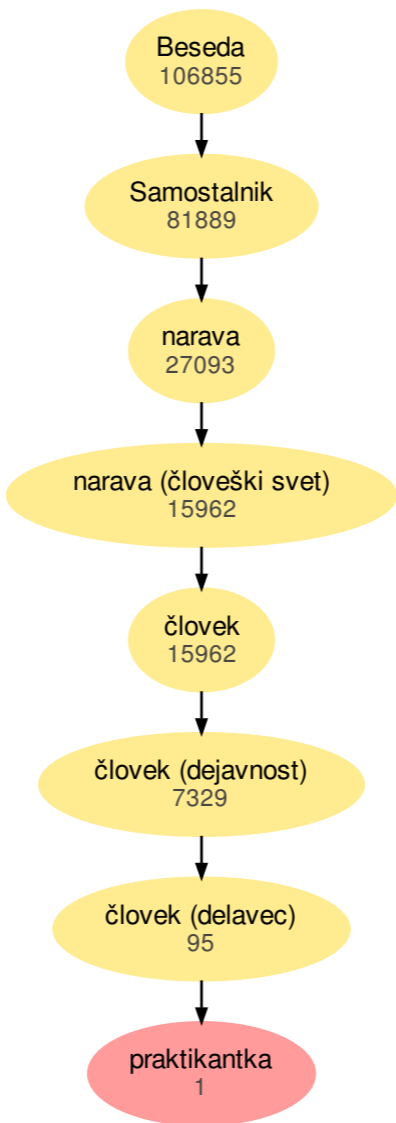 Beseda
106855
Samostalnik
81889
narava
27093
narava (človeški svet)
15962
človek
15962
človek (dejavnost)
7329
človek (delavec)
95
praktikantka
1